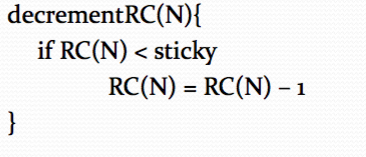 decrementRC(N){
if RC(N) < sticky
RC(N) = RC(N) – 1
}